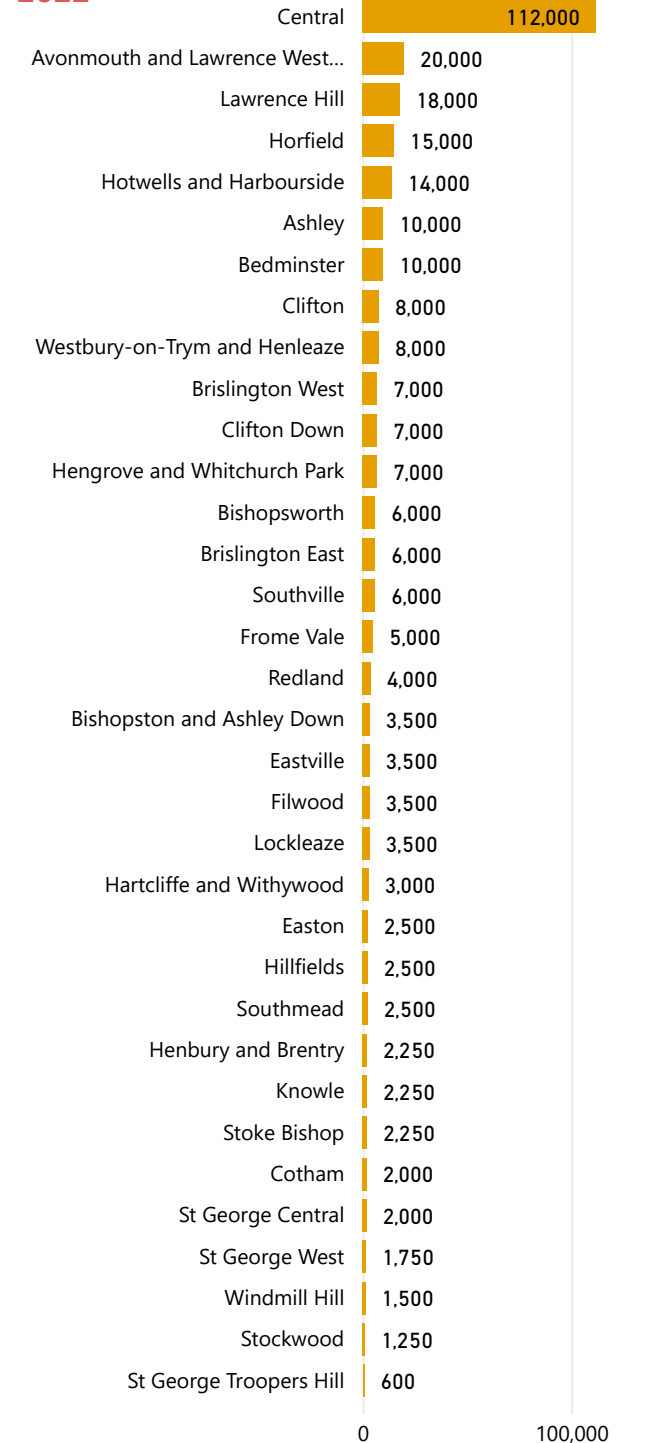 Central 112,000
Avonmouth and Lawrence West... 20,000
Lawrence Hill 18,000
Horfield 15,000
Hotwells and Harbourside 14,000
Ashley 10,000
Bedminster 10,000
Clifton 8,000
Westbury-on-Trym and Henleaze 8,000
Brislington West 7,000
Clifton Down 7,000
Hengrove and Whitchurch Park 7,000
Bishopsworth 6,000
Brislington East 6,000
Southville 6,000
Frome Vale 5,000
Redland 4,000
Bishopston and Ashley Down 3,500
Eastville 3,500
Filwood 3,500
Lockleaze 3,500
Hartcliffe and Withywood 3,000
Easton 2,500
Hillfields 2,500
Southmead 2,500
Henbury and Brentry 2,250
Knowle 2,250
Stoke Bishop 2,250
Cotham 2,000
St George Central 2,000
St George West 1,750
Windmill Hill 1,500
Stockwood 1,250
St George Troopers Hill 600
0 100,000